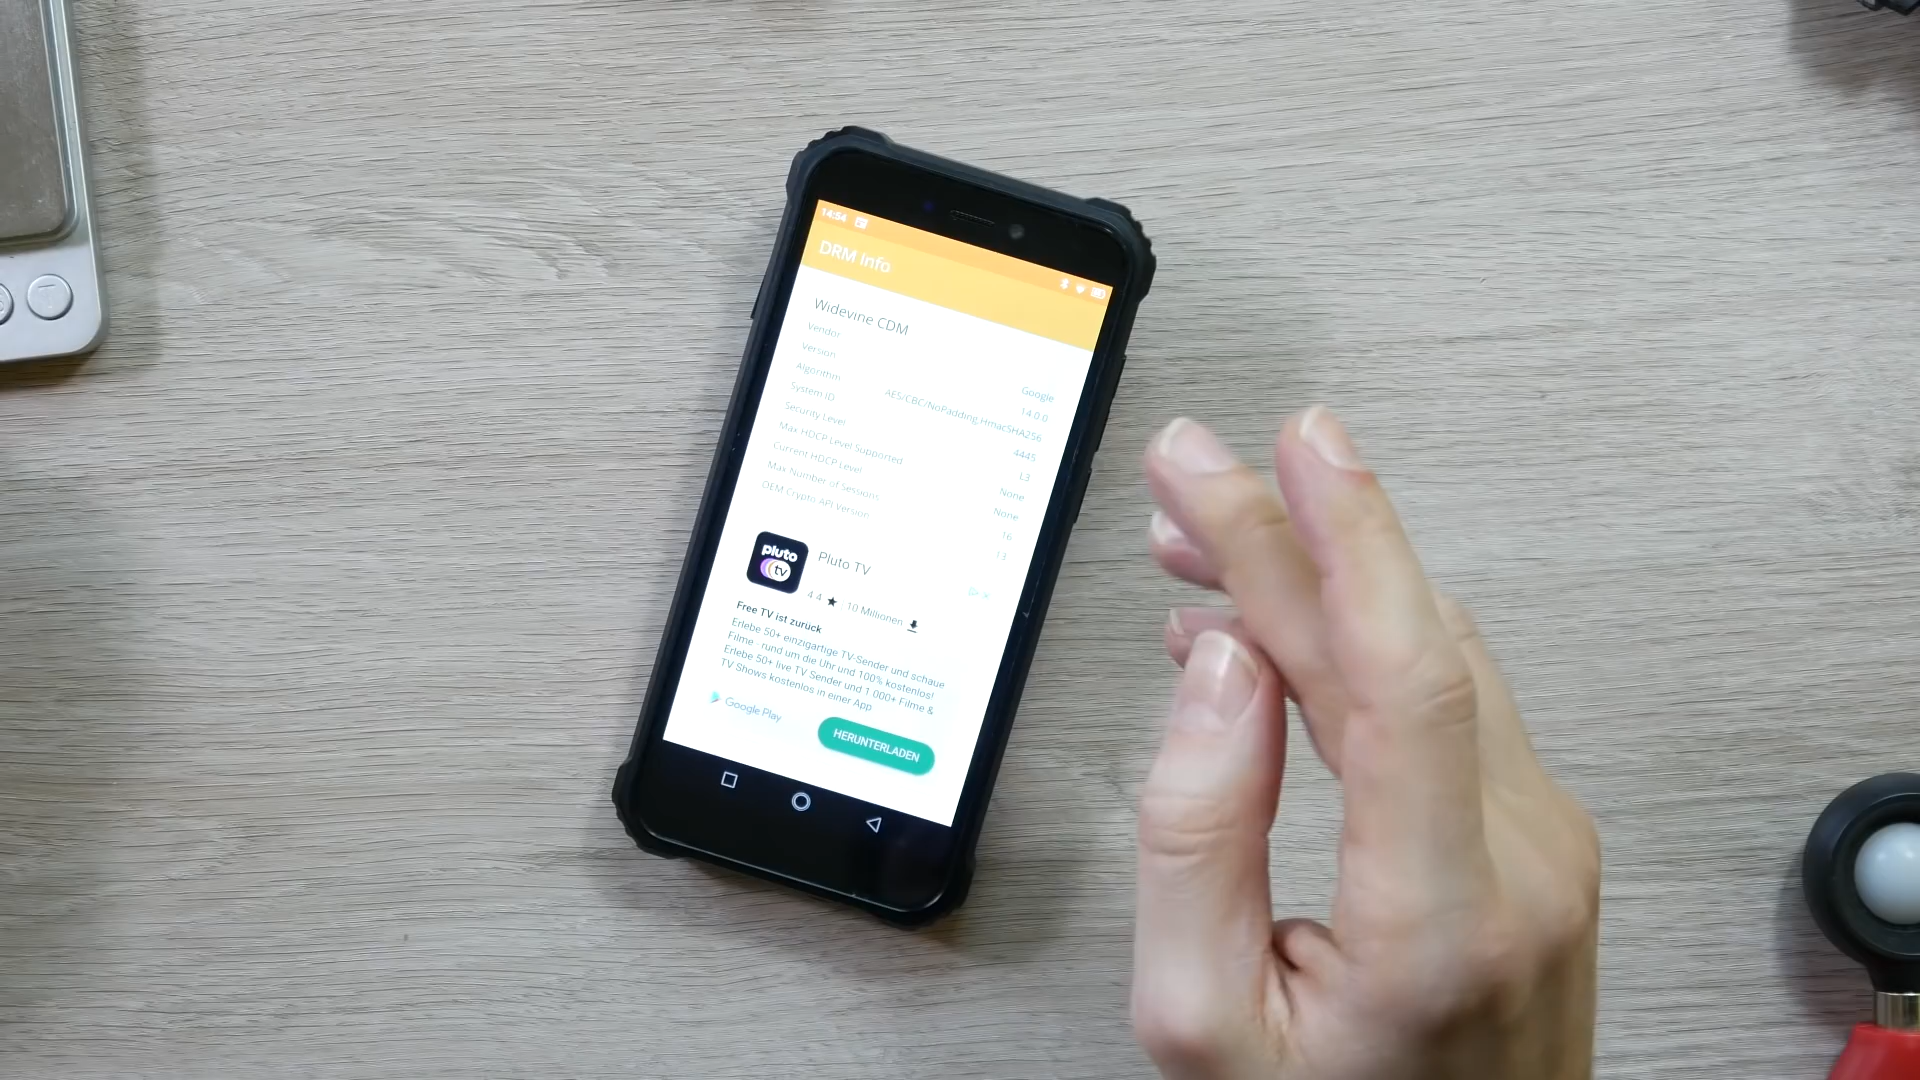 14:54
DRM Info
Widevine CDM
Vendor Google
Version 14.0.0
Algorithm AES/CBC/NoPadding,HmacSHA256
System ID 4445
Security Level L3
Max HDCP Level Supported None
Current HDCP Level None
Max Number of Sessions 16
OEM Crypto API Version 13
pluto
tv
Pluto TV
4.4 ★ 10 Millionen
Free TV ist zurück
Erlebe 50+ einzigartige TV-Sender und schaue
Filme - rund um die Uhr und 100% kostenlos!
Erlebe 50+ live TV Sender und 1.000+ Filme &
TV Shows kostenlos in einer App
Google Play
HERUNTERLADEN
T